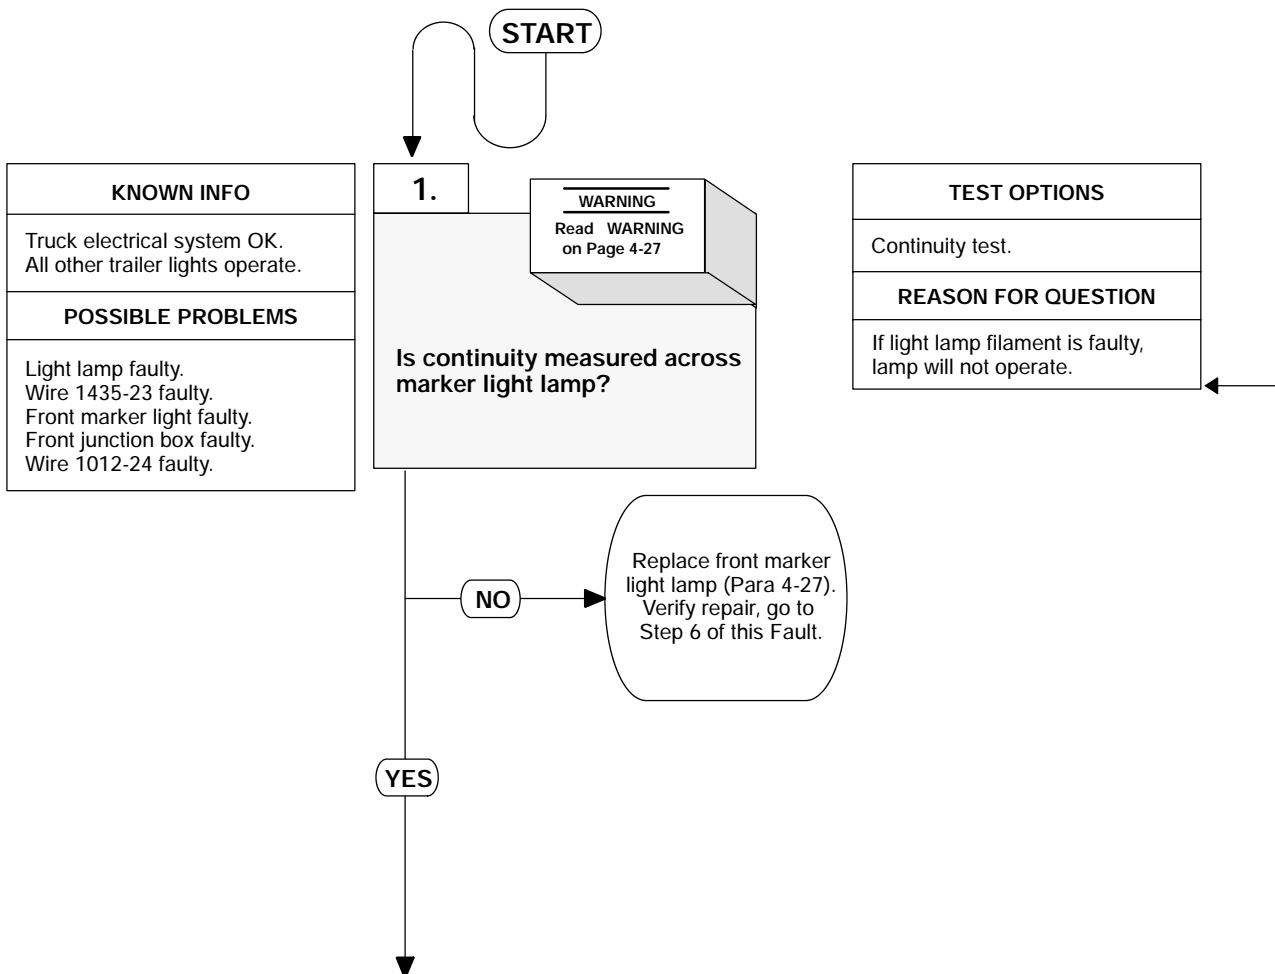 START
KNOWN INFO
Truck electrical system OK.
All other trailer lights operate.
POSSIBLE PROBLEMS
Light lamp faulty.
Wire 1435-23 faulty.
Front marker light faulty.
Front junction box faulty.
Wire 1012-24 faulty.
1.
WARNING
Read WARNING
on Page 4-27
Is continuity measured across
marker light lamp?
TEST OPTIONS
Continuity test.
REASON FOR QUESTION
If light lamp filament is faulty,
lamp will not operate.
NO
Replace front marker
light lamp (Para 4-27).
Verify repair, go to
Step 6 of this Fault.
YES